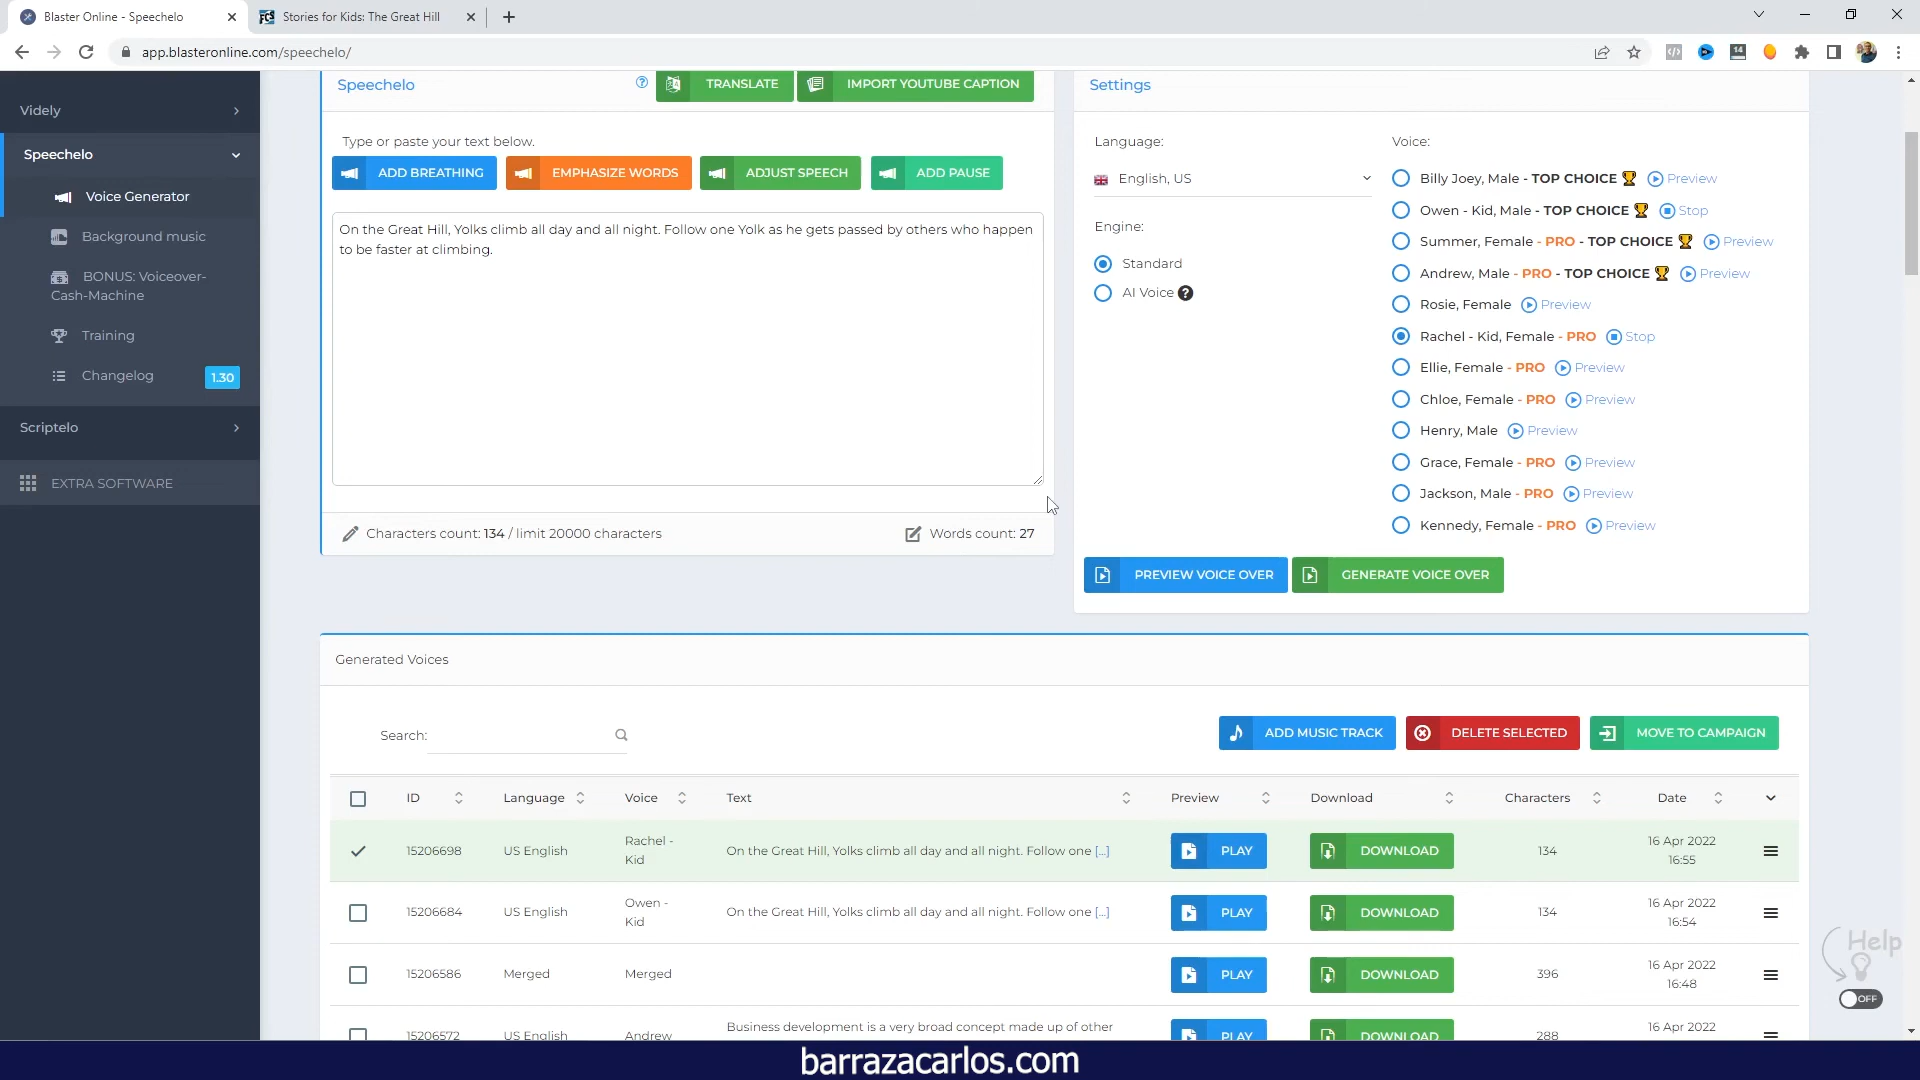 Blaster Online - Speechelo
FCS Stories for Kids: The Great Hill
app.blasteronline.com/speechelo/
14
Videly
Speechelo
Voice Generator
Background music
BONUS: Voiceover-
Cash-Machine
Training
Changelog 1.30
Scriptelo
EXTRA SOFTWARE
Speechelo
TRANSLATE
IMPORT YOUTUBE CAPTION
Type or paste your text below.
ADD BREATHING
EMPHASIZE WORDS
ADJUST SPEECH
ADD PAUSE
On the Great Hill, Yolks climb all day and all night. Follow one Yolk as he gets passed by others who happen
to be faster at climbing.
Characters count: 134 / limit 20000 characters
Words count: 27
Settings
Language:
English, US
Engine:
Standard
AI Voice ?
Voice:
Billy Joey, Male - TOP CHOICE Preview
Owen - Kid, Male - TOP CHOICE Stop
Summer, Female - PRO - TOP CHOICE Preview
Andrew, Male - PRO - TOP CHOICE Preview
Rosie, Female Preview
Rachel - Kid, Female - PRO Stop
Ellie, Female - PRO Preview
Chloe, Female - PRO Preview
Henry, Male Preview
Grace, Female - PRO Preview
Jackson, Male - PRO Preview
Kennedy, Female - PRO Preview
PREVIEW VOICE OVER
GENERATE VOICE OVER
Generated Voices
Search:
ADD MUSIC TRACK
DELETE SELECTED
MOVE TO CAMPAIGN
ID Language Voice Text Preview Download Characters Date
15206698 US English Rachel - Kid On the Great Hill, Yolks climb all day and all night. Follow one [...] PLAY DOWNLOAD 134 16 Apr 2022 16:55
15206684 US English Owen - Kid On the Great Hill, Yolks climb all day and all night. Follow one [...] PLAY DOWNLOAD 134 16 Apr 2022 16:54
15206586 Merged Merged PLAY DOWNLOAD 396 16 Apr 2022 16:48
15206572 US English Andrew Business development is a very broad concept made up of other PLAY DOWNLOAD 288 16 Apr 2022
Help
OFF
barrazacarlos.com